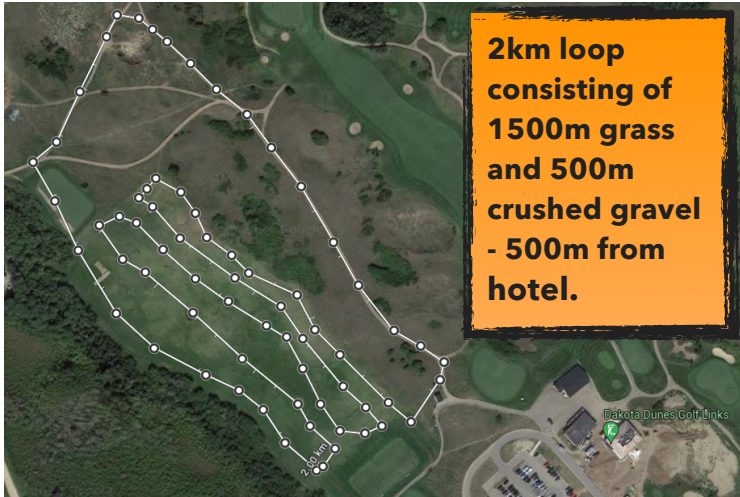 2km loop
consisting of
1500m grass
and 500m
crushed gravel
- 500m from
hotel.
Dakota Dunes Golf Links
2.00 km